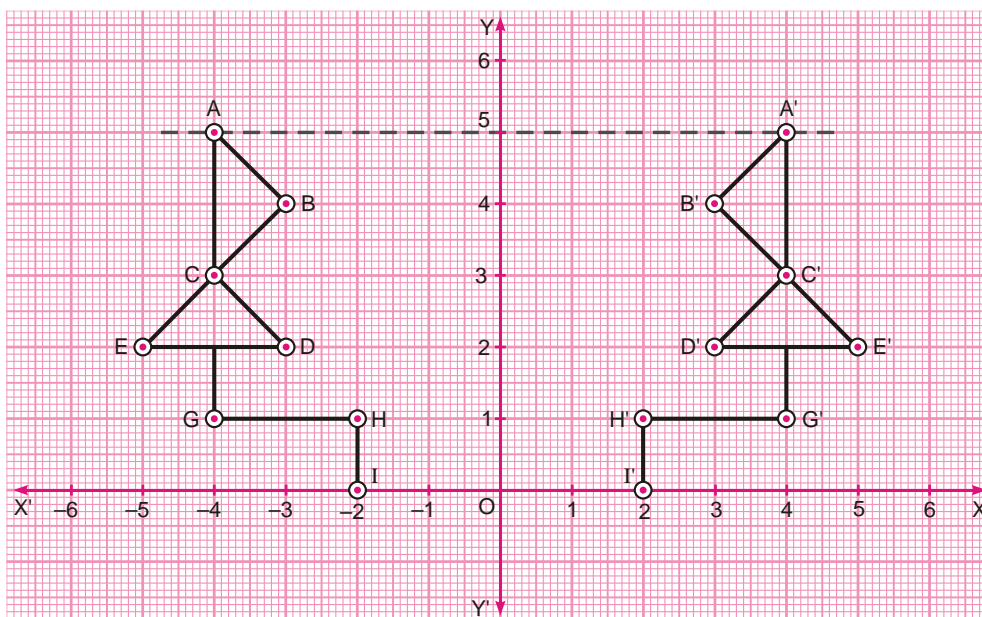 Y
6
A A'
5
B B' 4
C C' 3
E D D' E' 2
G H H' G' 1
I I'
X' –6 –5 –4 –3 –2 –1 O 1 2 3 4 5 6 X
Y'